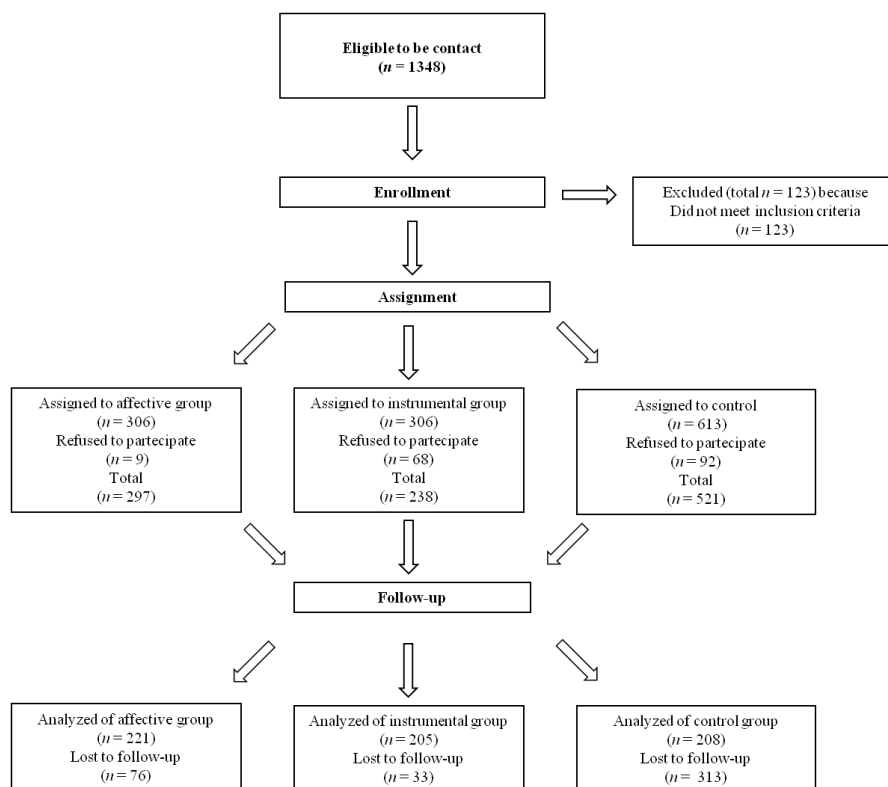 Eligible to be contact
(n = 1348)
Enrollment
Excluded (total n = 123) because
Did not meet inclusion criteria
(n = 123)
Assignment
Assigned to affective group
(n = 306)
Refused to partecipate
(n = 9)
Total
(n = 297)
Assigned to instrumental group
(n = 306)
Refused to partecipate
(n = 68)
Total
(n = 238)
Assigned to control
(n = 613)
Refused to partecipate
(n = 92)
Total
(n = 521)
Follow-up
Analyzed of affective group
(n = 221)
Lost to follow-up
(n = 76)
Analyzed of instrumental group
(n = 205)
Lost to follow-up
(n = 33)
Analyzed of control group
(n = 208)
Lost to follow-up
(n = 313)